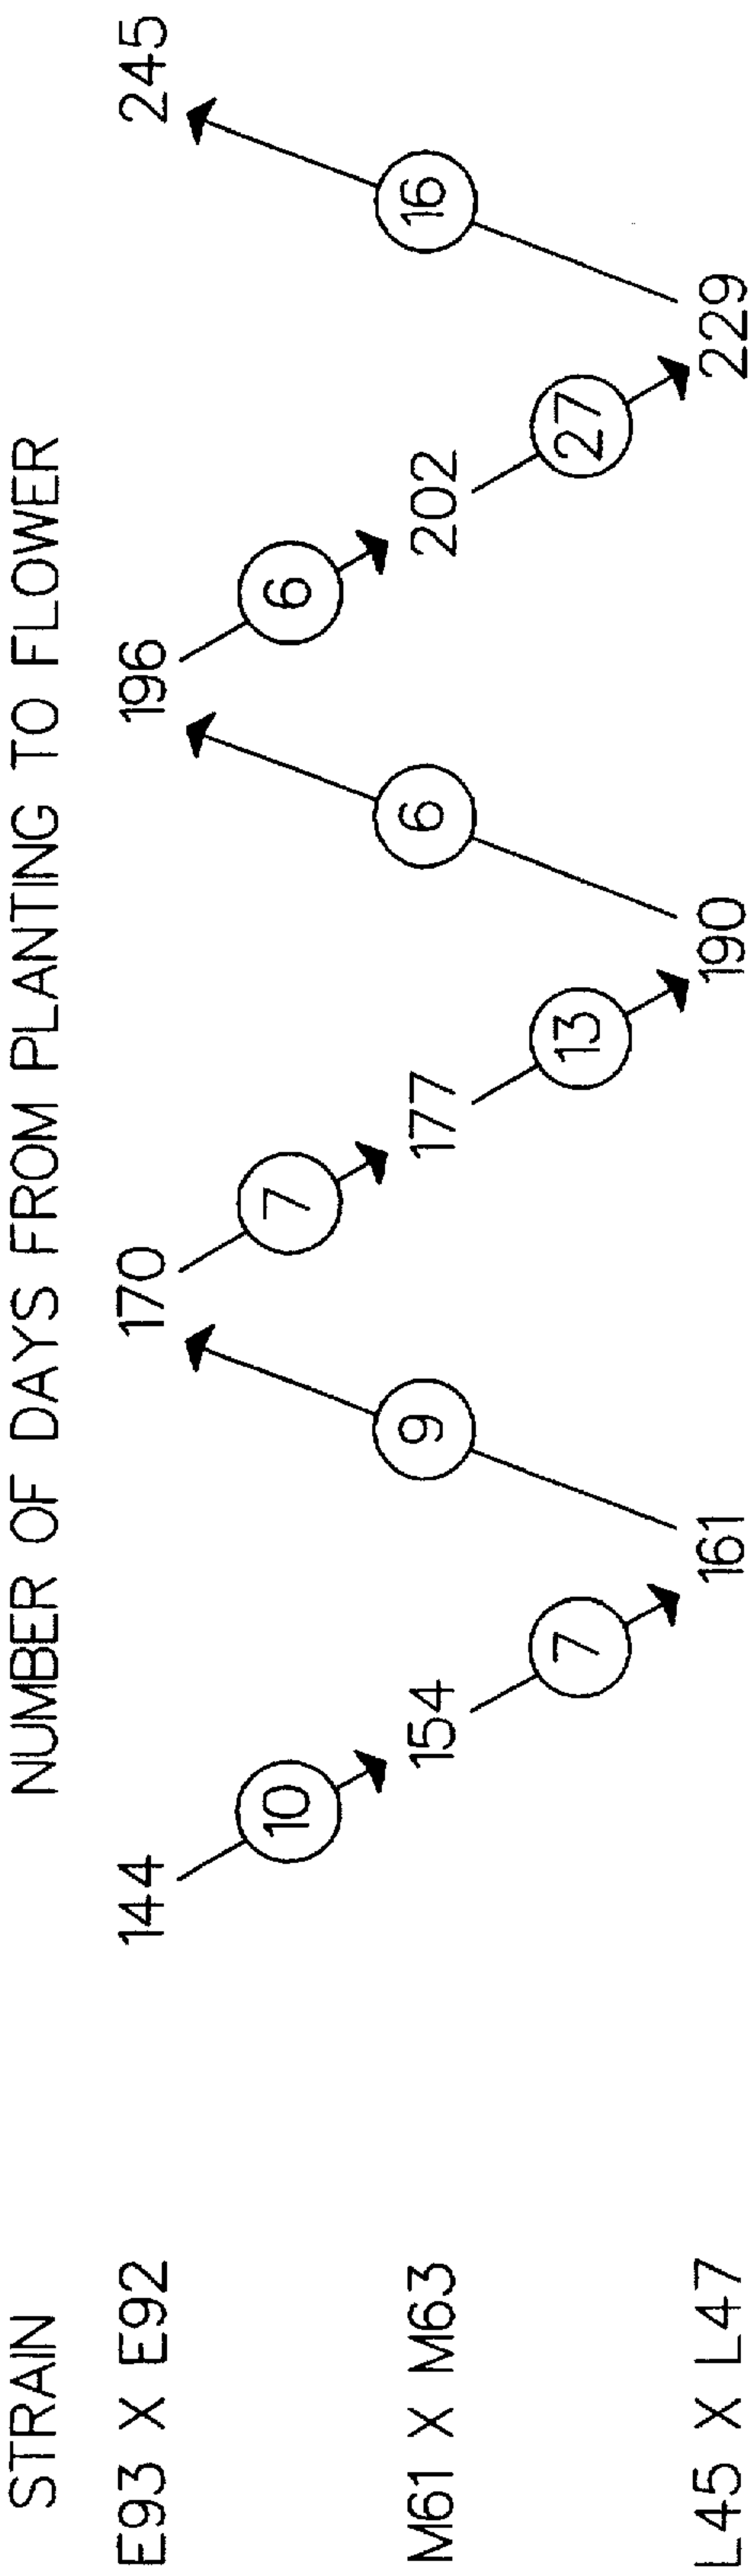 STRAIN NUMBER OF DAYS FROM PLANTING TO FLOWER
E93 X E92 144 170 196 245
10 7 6
M61 X M63 154 9 177 6 202 16
7 13 27
L45 X L47 161 190 229